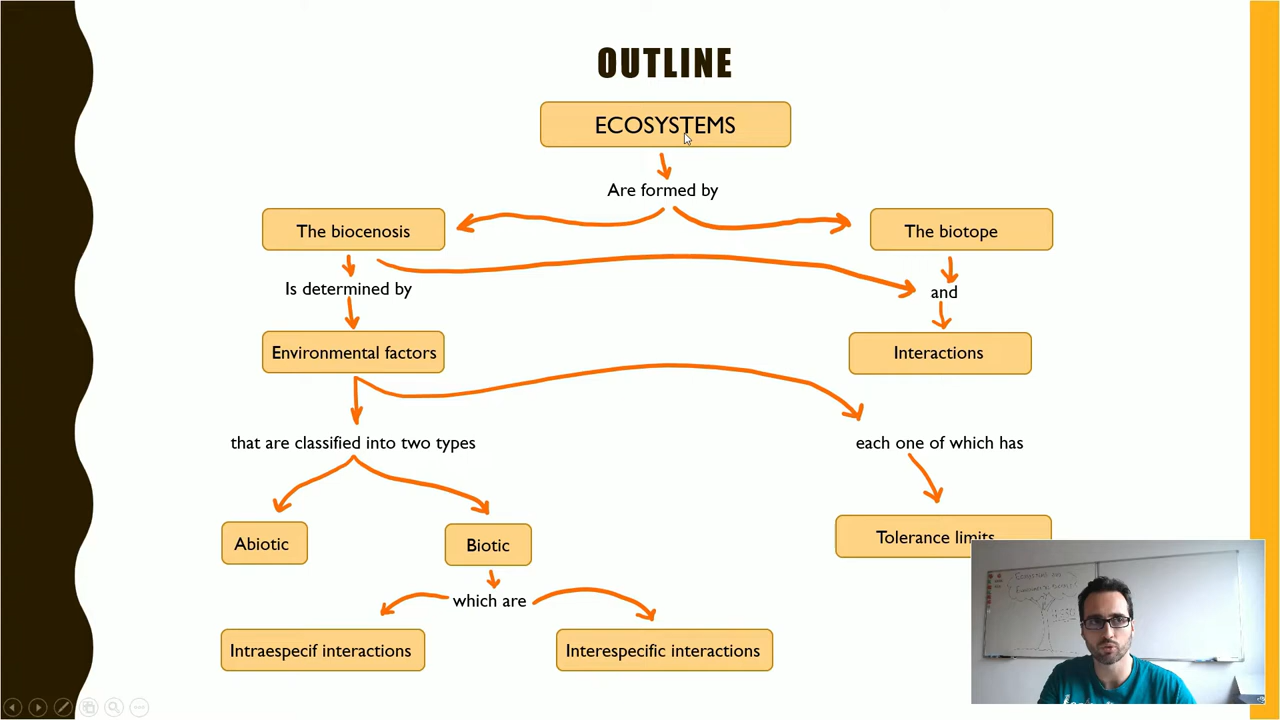 OUTLINE
ECOSYSTEMS
Are formed by
The biocenosis
The biotope
Is determined by
and
Environmental factors
Interactions
that are classified into two types
each one of which has
Abiotic
Biotic
Tolerance limits
which are
Intraespecif interactions
Interespecific interactions